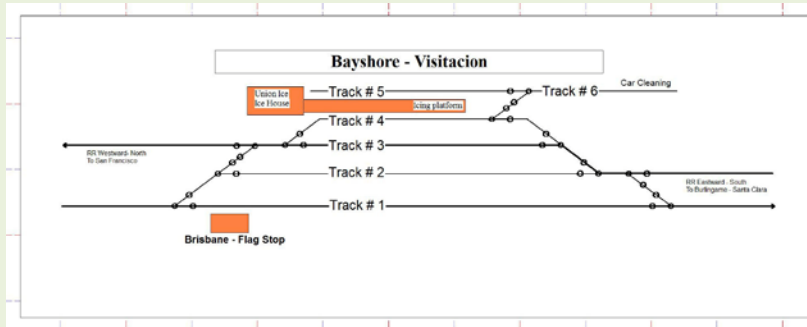 Bayshore - Visitacion
Union Ice
Ice House
Track # 5
Track # 6
Car Cleaning
Icing platform
Track # 4
Track # 3
RR Westward- North
To San Francisco
Track # 2
RR Eastward - South
To Burlingame - Santa Clara
Track # 1
Brisbane - Flag Stop